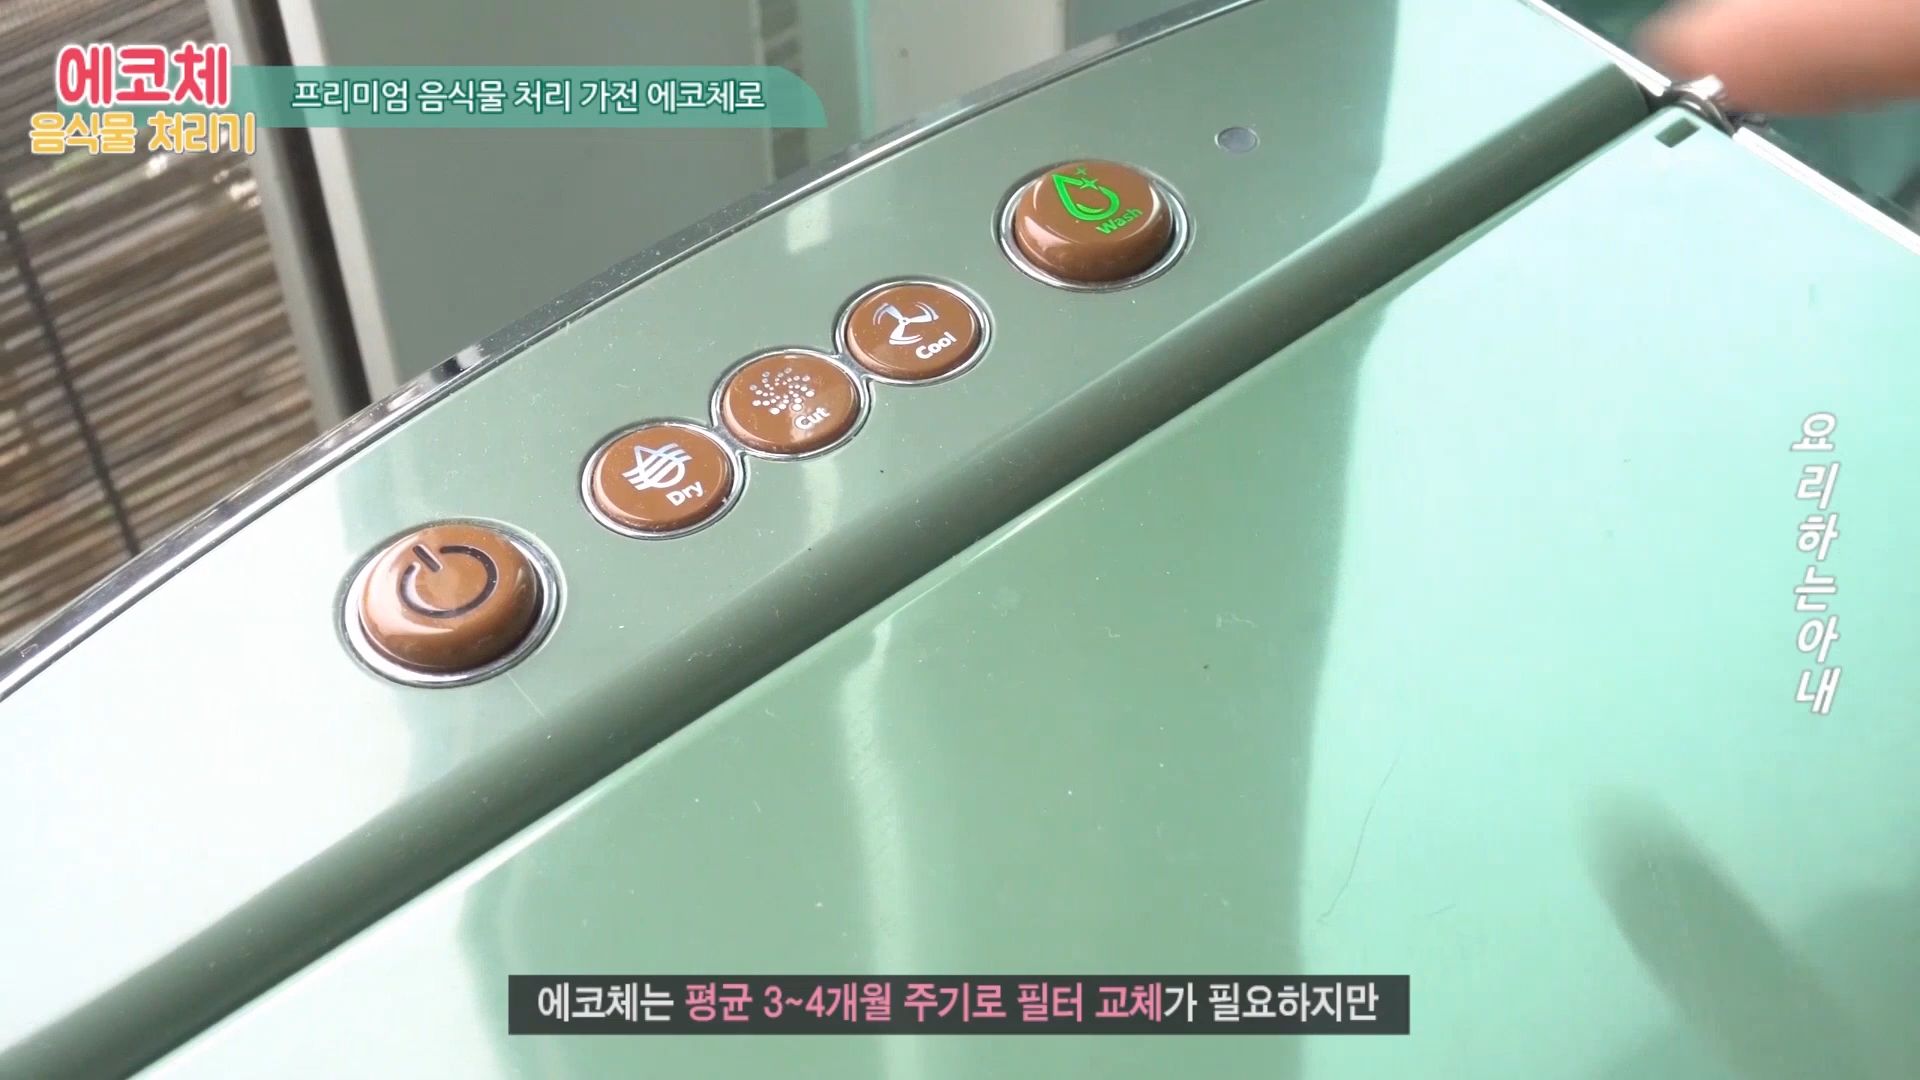 에코체
음식물 처리기
프리미엄 음식물 처리 가전 에코체로
Wash
Cool
Cut
Dry
요리하는아내
에코체는 평균 3~4개월 주기로 필터 교체가 필요하지만